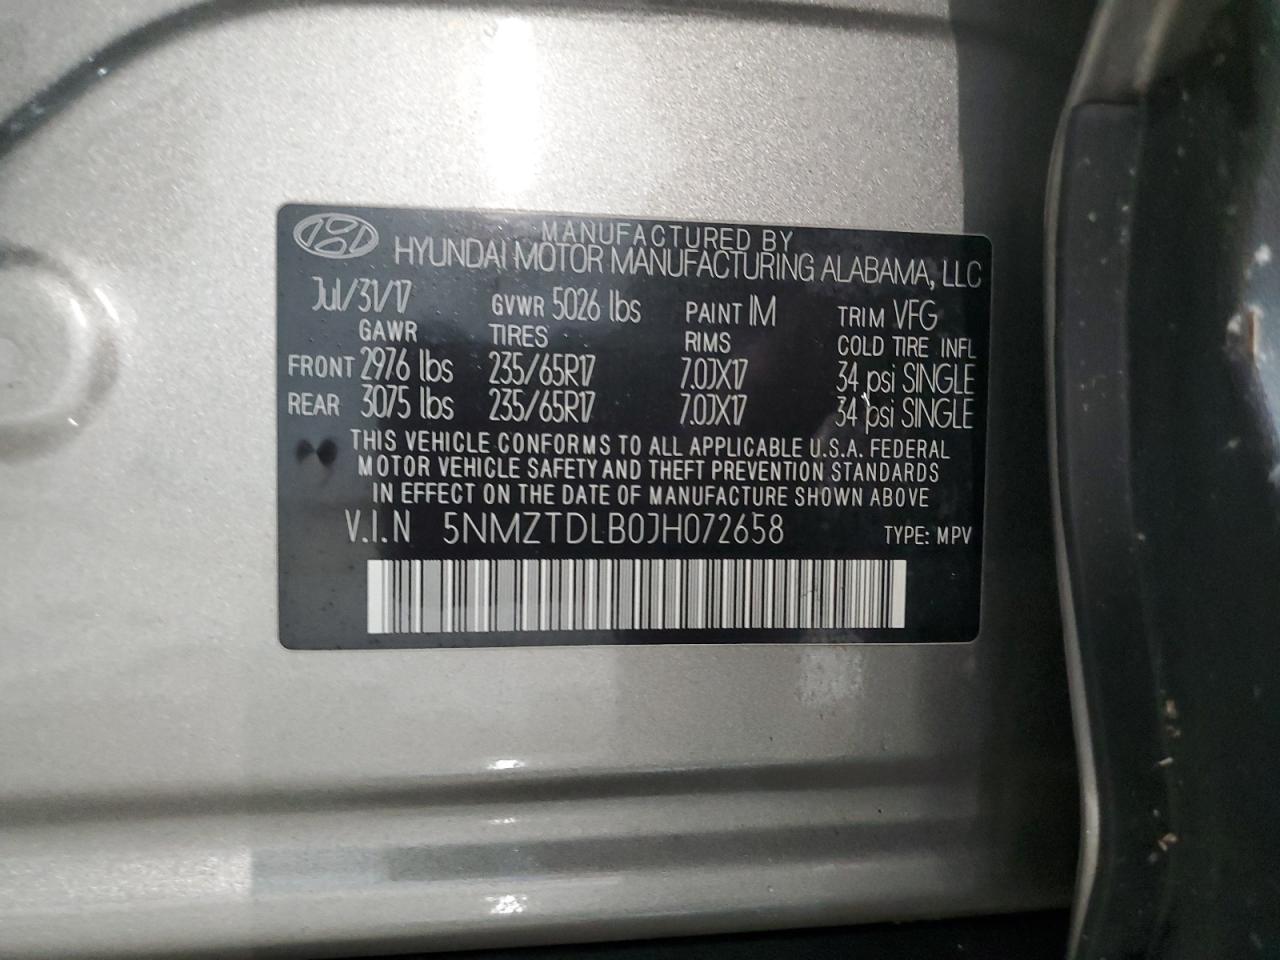 MANUFACTURED BY
HYUNDAI MOTOR MANUFACTURING ALABAMA, LLC
Jul/31/17 GVWR 5026 lbs PAINT IM TRIM VFG
GAWR TIRES RIMS COLD TIRE INFL
FRONT 2976 lbs 235/65R17 7.0JX17 34 psi SINGLE
REAR 3075 lbs 235/65R17 7.0JX17 34 psi SINGLE
THIS VEHICLE CONFORMS TO ALL APPLICABLE U.S.A. FEDERAL
MOTOR VEHICLE SAFETY AND THEFT PREVENTION STANDARDS
IN EFFECT ON THE DATE OF MANUFACTURE SHOWN ABOVE
V.I.N 5NMZTDLB0JH072658 TYPE: MPV